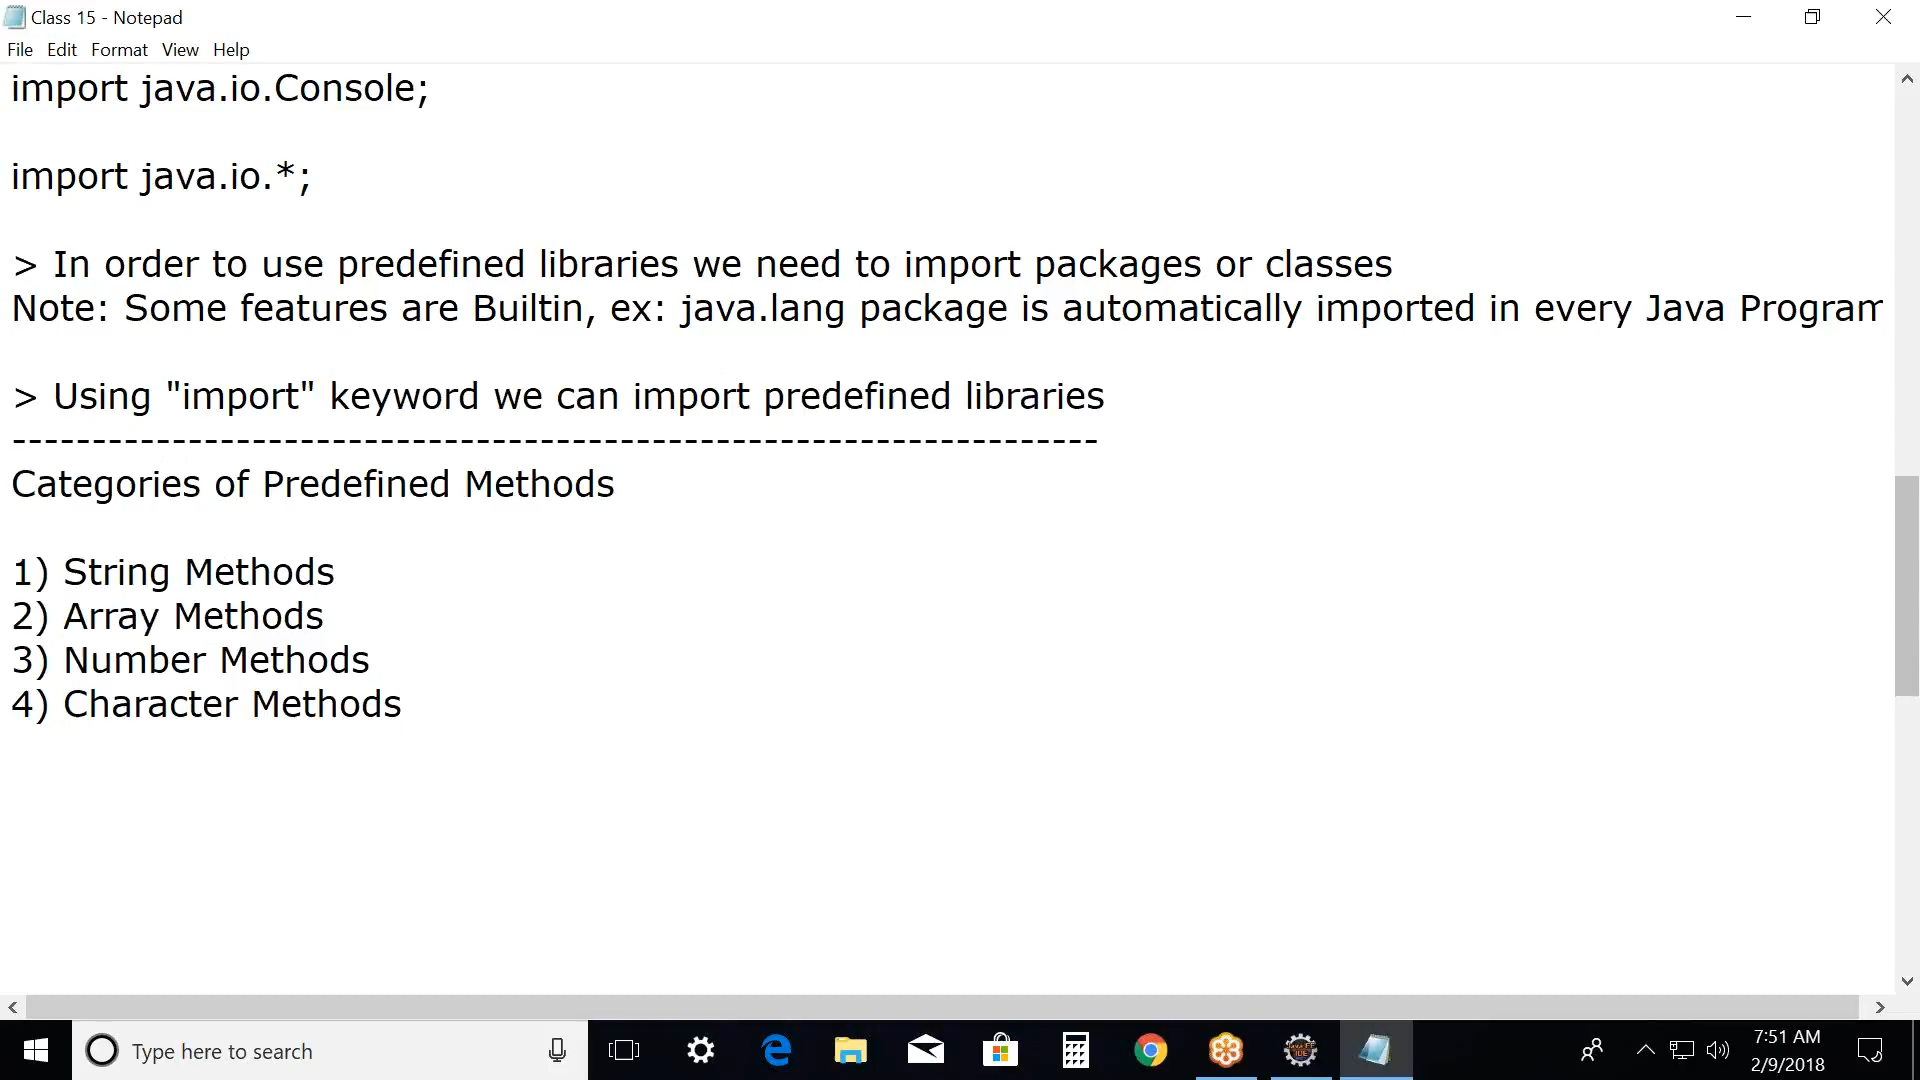 Class 15 - Notepad
File Edit Format View Help
import java.io.Console;
import java.io.*;
> In order to use predefined libraries we need to import packages or classes
Note: Some features are Builtin, ex: java.lang package is automatically imported in every Java Program
> Using "import" keyword we can import predefined libraries
--------------------------------------------------------------------
Categories of Predefined Methods
1) String Methods
2) Array Methods
3) Number Methods
4) Character Methods
Type here to search
7:51 AM
2/9/2018